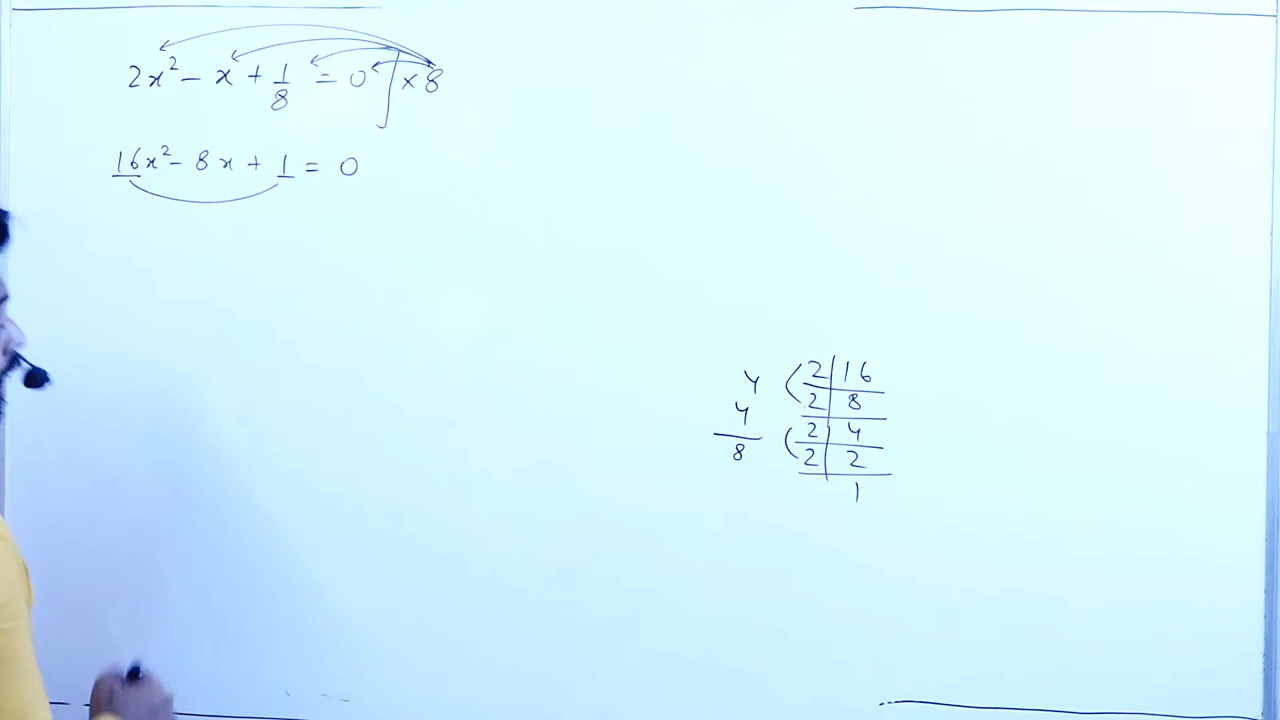 2x² - x + 1/8 = 0 ] × 8
16x² - 8x + 1 = 0
4 ( 2 | 16
4 2 | 8
8 ( 2 | 4
2 | 2
1